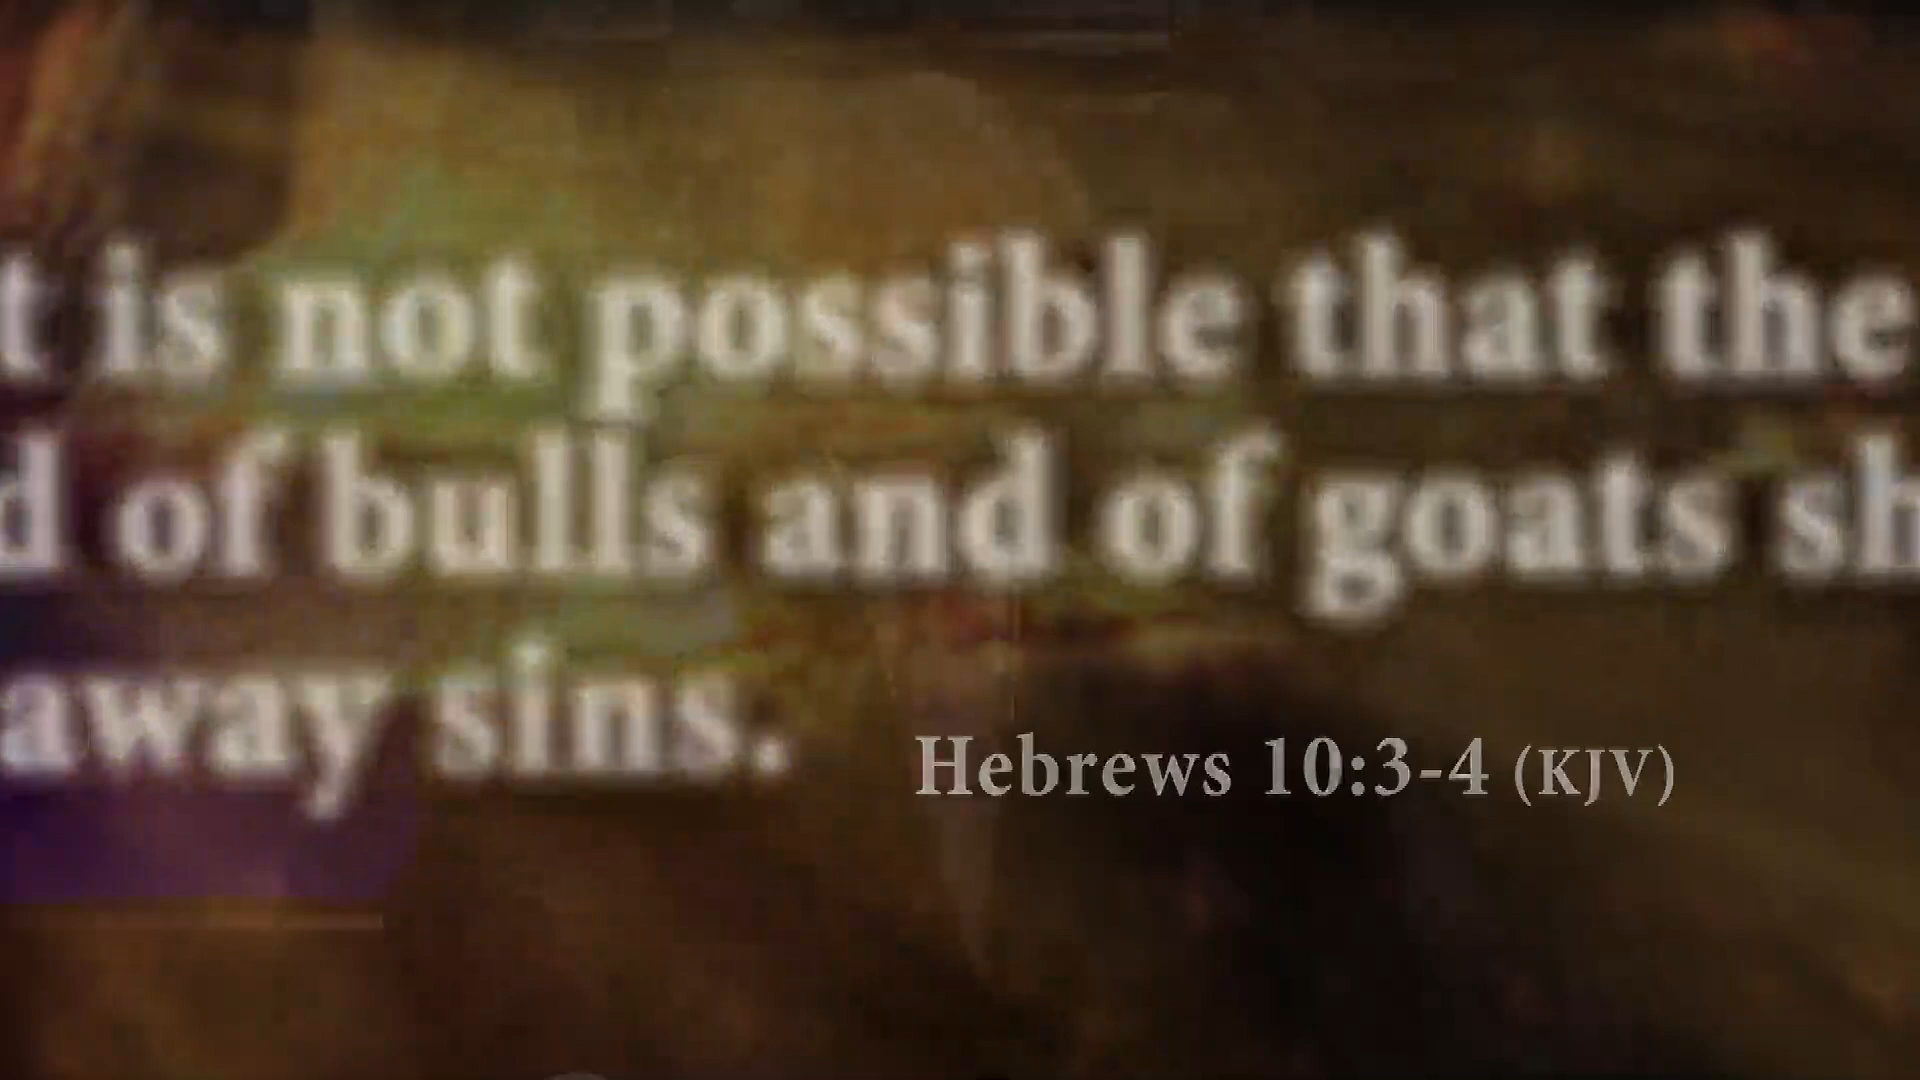 t is not possible that the
d of bulls and of goats sh
away sins.
Hebrews 10:3-4 (KJV)